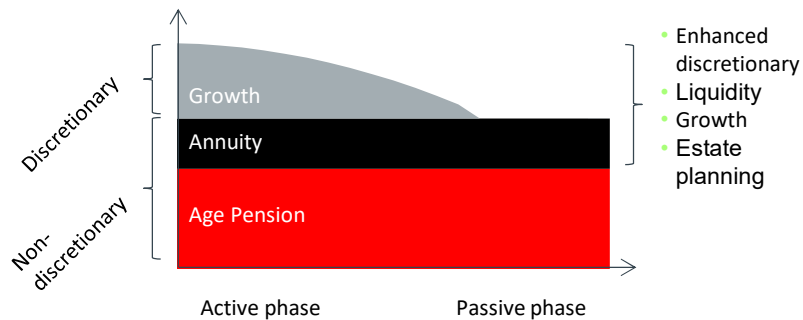 Discretionary
Non-
discretionary
Growth
Annuity
Age Pension
Active phase
Passive phase
• Enhanced
discretionary
• Liquidity
• Growth
• Estate
planning